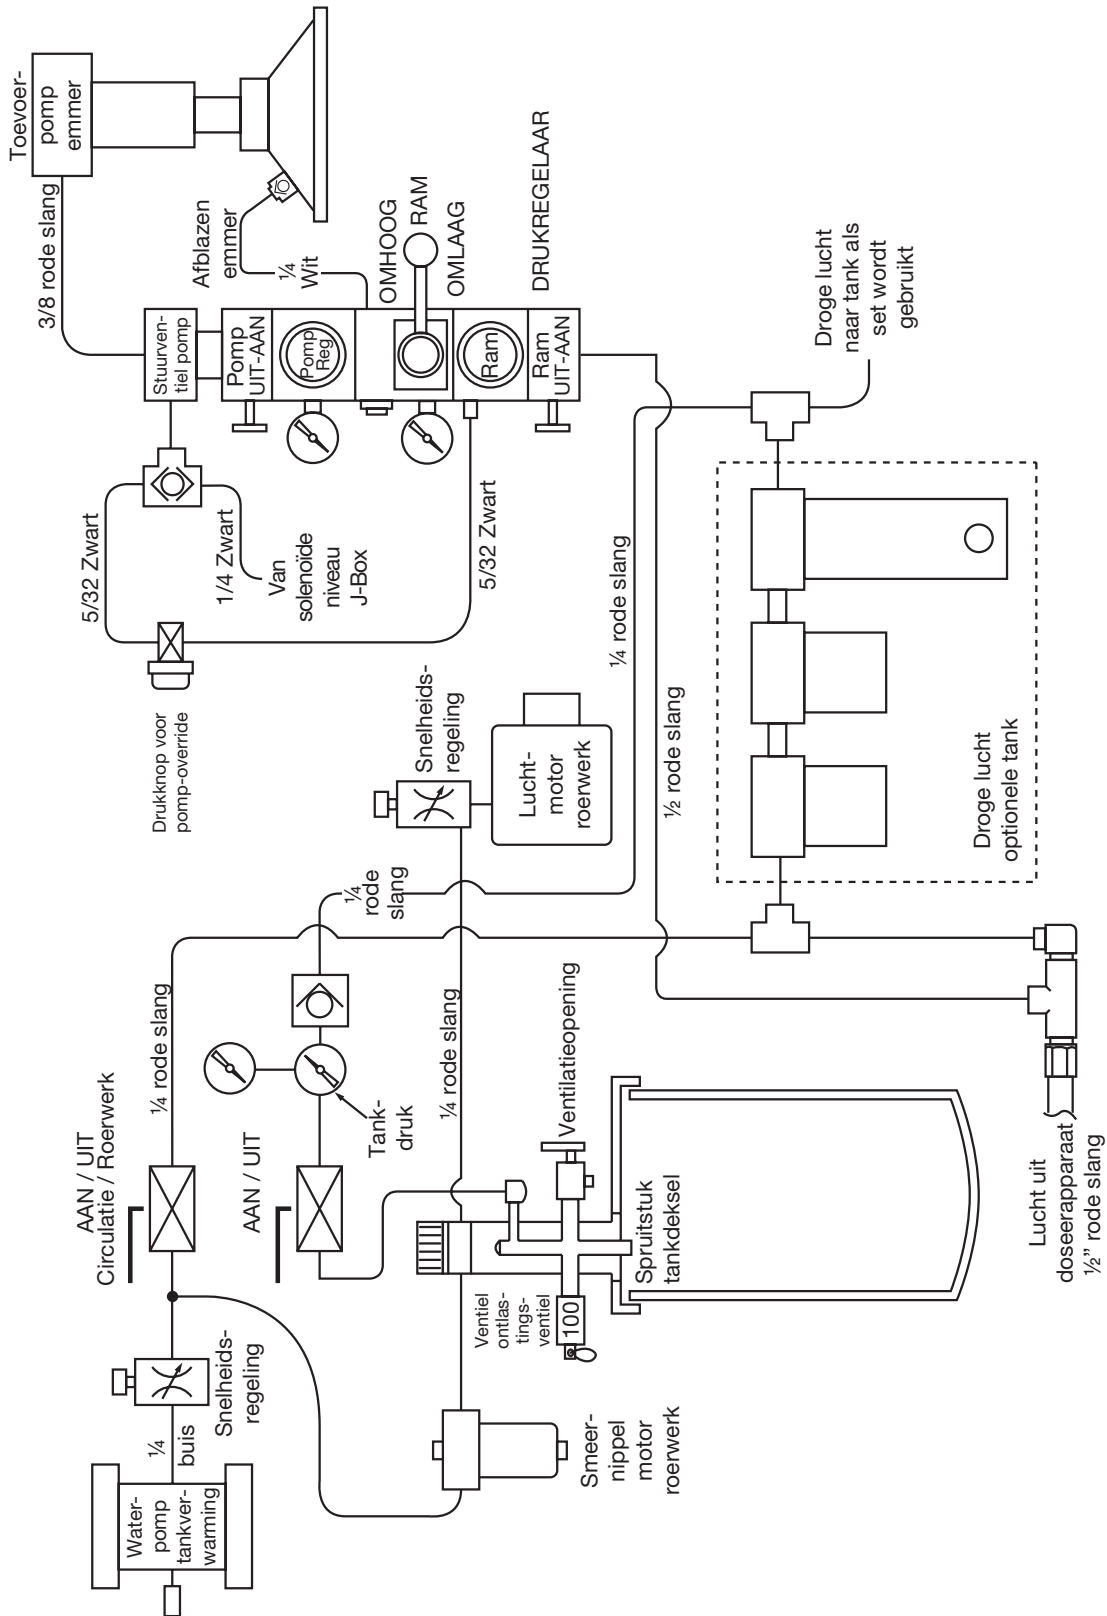 Water-
pomp
tankver-
warming
¼
buis
Snelheids-
regeling
AAN / UIT
Circulatie / Roerwerk
¼ rode slang
AAN / UIT
Tank-
druk
¼
rode
slang
¼ rode slang
Smeer-
nippel
motor
roerwerk
Ventiel
ontlas-
tings-
ventiel
100
Spruitstuk
tankdeksel
Ventilatieopening
Snelheids-
regeling
Lucht-
motor
roerwerk
Drukknop voor
pomp-override
5/32 Zwart
1/4 Zwart
Van
solenoïde
niveau
J-Box
5/32 Zwart
Stuurven-
tiel pomp
Pomp
UIT-AAN
Pomp
Reg
Ram
Ram
UIT-AAN
3/8 rode slang
Toevoer-
pomp
emmer
Afblazen
emmer
¼
Wit
OMHOOG
RAM
OMLAAG
DRUKREGELAAR
¼ rode slang
½ rode slang
Droge lucht
naar tank als
set wordt
gebruikt
Droge lucht
optionele tank
Lucht uit
doseerapparaat
½" rode slang